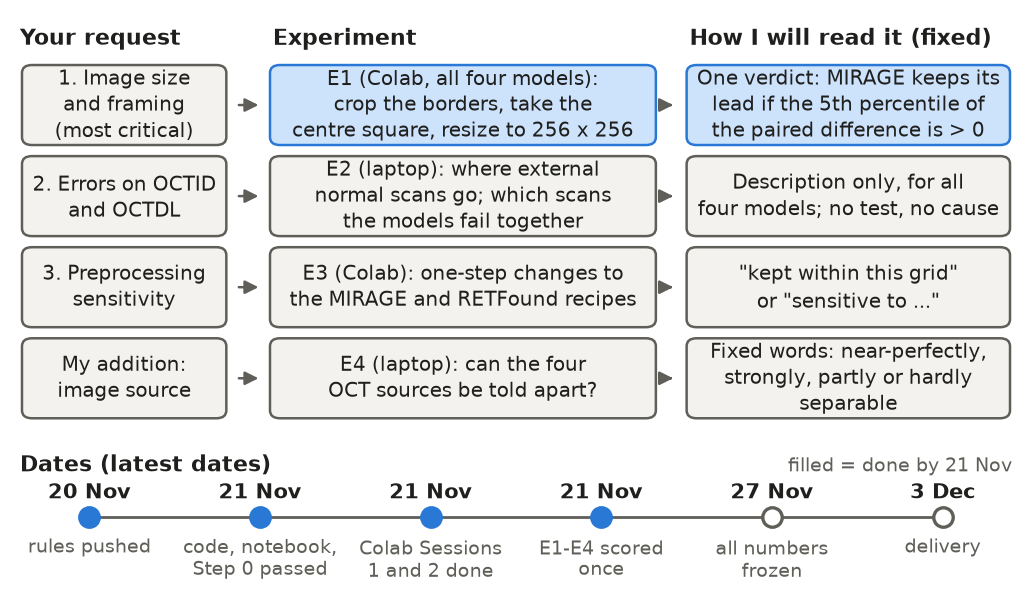 Your request
Experiment
How I will read it (fixed)
1. Image size
and framing
(most critical)
E1 (Colab, all four models):
crop the borders, take the
centre square, resize to 256 x 256
One verdict: MIRAGE keeps its
lead if the 5th percentile of
the paired difference is > 0
2. Errors on OCTID
and OCTDL
E2 (laptop): where external
normal scans go; which scans
the models fail together
Description only, for all
four models; no test, no cause
3. Preprocessing
sensitivity
E3 (Colab): one-step changes to
the MIRAGE and RETFound recipes
"kept within this grid"
or "sensitive to ..."
My addition:
image source
E4 (laptop): can the four
OCT sources be told apart?
Fixed words: near-perfectly,
strongly, partly or hardly
separable
Dates (latest dates)
filled = done by 21 Nov
20 Nov
rules pushed
21 Nov
code, notebook,
Step 0 passed
21 Nov
Colab Sessions
1 and 2 done
21 Nov
E1-E4 scored
once
27 Nov
all numbers
frozen
3 Dec
delivery